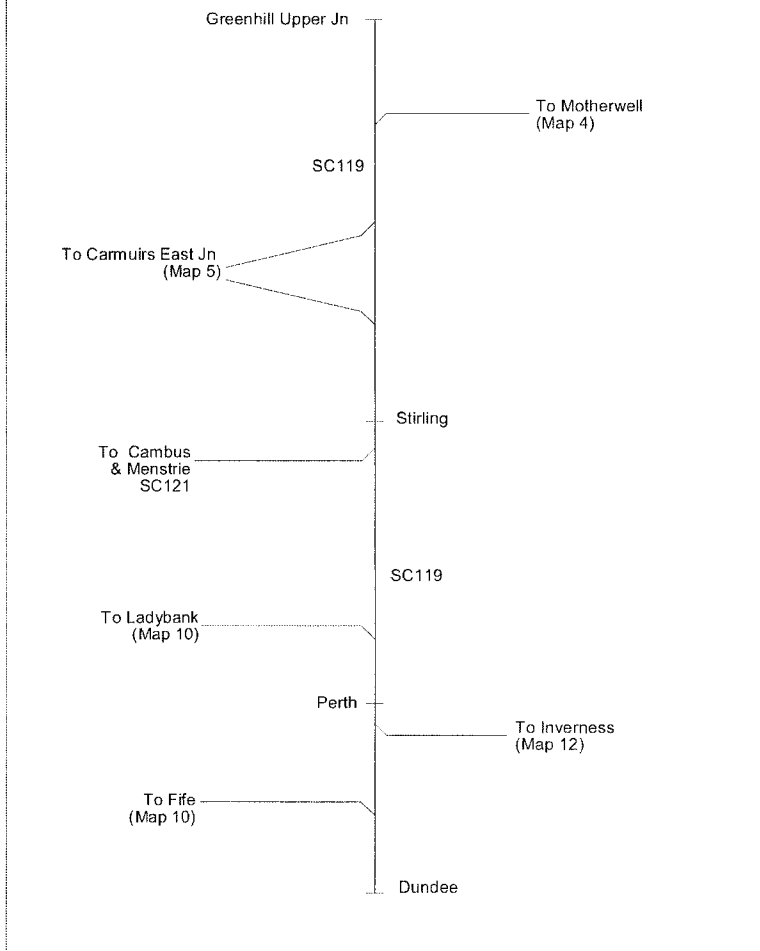 Greenhill Upper Jn
To Motherwell
(Map 4)
SC119
To Carmuirs East Jn
(Map 5)
Stirling
To Cambus
& Menstrie
SC121
SC119
To Ladybank
(Map 10)
Perth
To Inverness
(Map 12)
To Fife
(Map 10)
Dundee